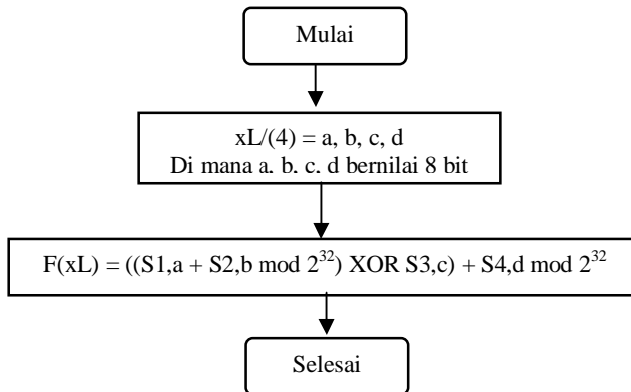 Mulai
xL/(4) = a, b, c, d
Di mana a. b. c. d bernilai 8 bit
F(xL) = ((S1,a + S2,b mod 2³²) XOR S3,c) + S4,d mod 2³²
Selesai